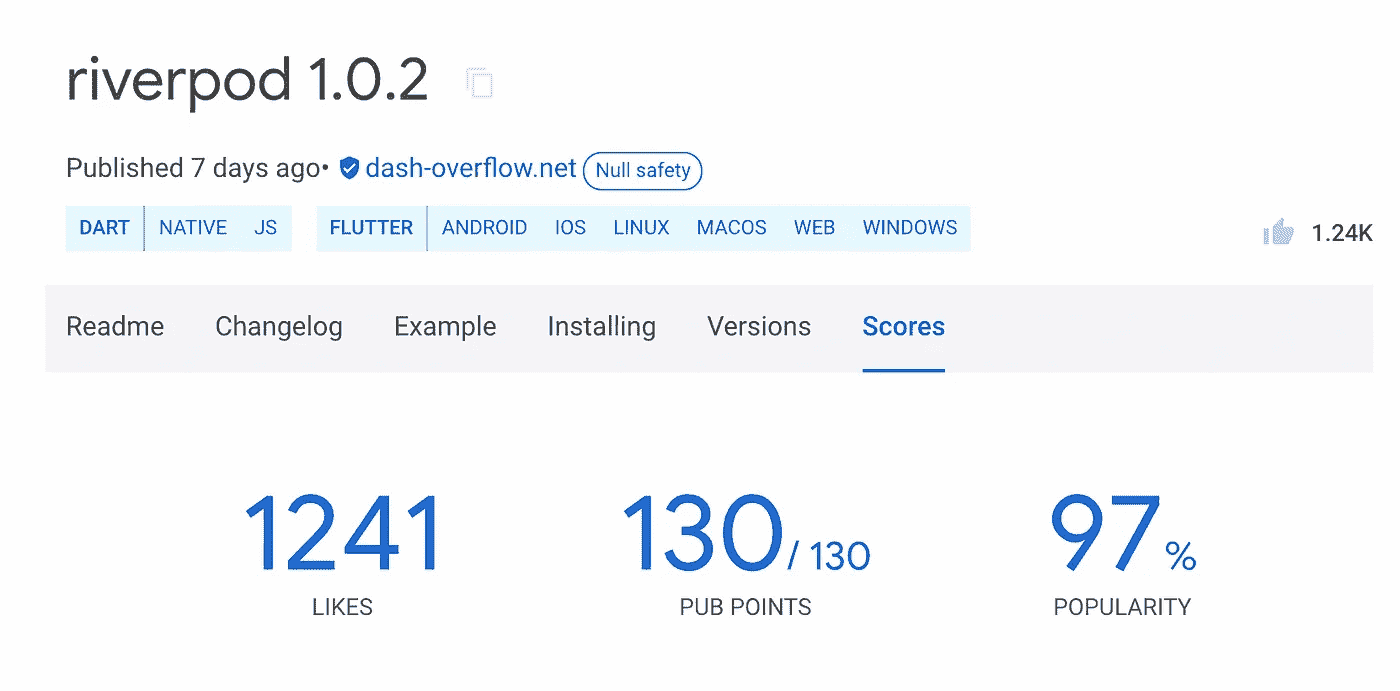 riverpod 1.0.2
Published 7 days ago• dash-overflow.net Null safety
DART NATIVE JS FLUTTER ANDROID IOS LINUX MACOS WEB WINDOWS 1.24K
Readme Changelog Example Installing Versions Scores
1241 130/ 130 97%
LIKES PUB POINTS POPULARITY